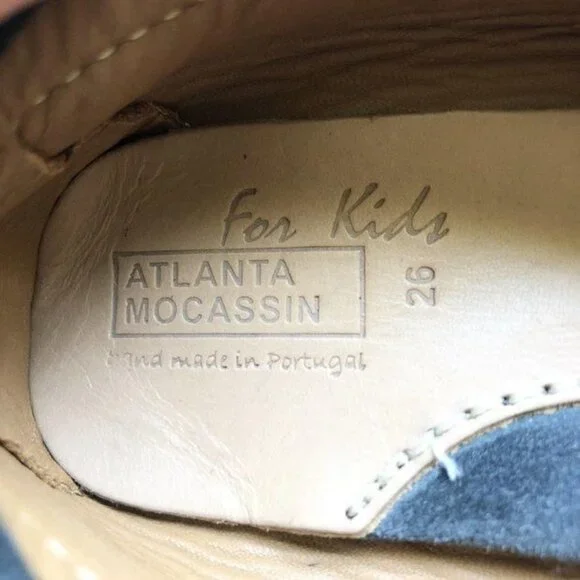 For Kids
ATLANTA
MOCASSIN
26
Hand made in Portugal